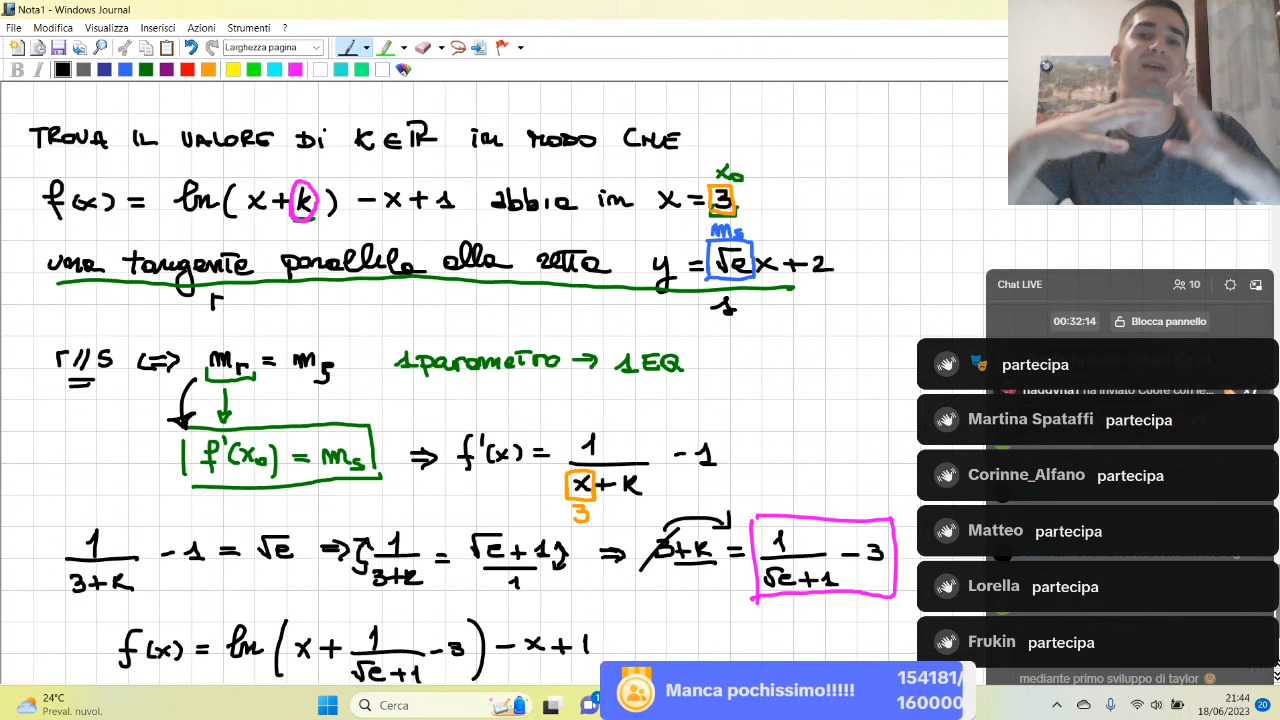 Nota1 - Windows Journal
File Modifica Visualizza Inserisci Azioni Strumenti ?
Larghezza pagina
B I
TROVA IL VALORE DI K ∈ ℝ IN MODO CHE
x₀
f(x) = ln(x+k) -x+1 abbia in x = 3
ms
una tangente parallela alla retta y = √e x+2
r s
r // s ⇔ mr = ms 1 parametro → 1 EQ
f'(x₀) = ms ⇒ f'(x) = 1/(x+k) -1
3
1/(3+k) -1 = √e ⇒ 1/(3+k) = (√e+1)/1 ⇒ 3+k = 1/(√e+1) -3
f(x) = ln(x + 1/(√e+1) -3) -x+1
Chat LIVE
10
00:32:14 Blocca pannello
partecipa
ha inviato Cuore con le...
Martina Spataffi partecipa
Corinne_Alfano partecipa
Matteo partecipa
Lorella partecipa
Frukin partecipa
mediante primo sviluppo di taylor
Manca pochissimo!!!!! 154181/
160000
24°C
Preval. nuvol.
Cerca
21:44
18/06/2023
20